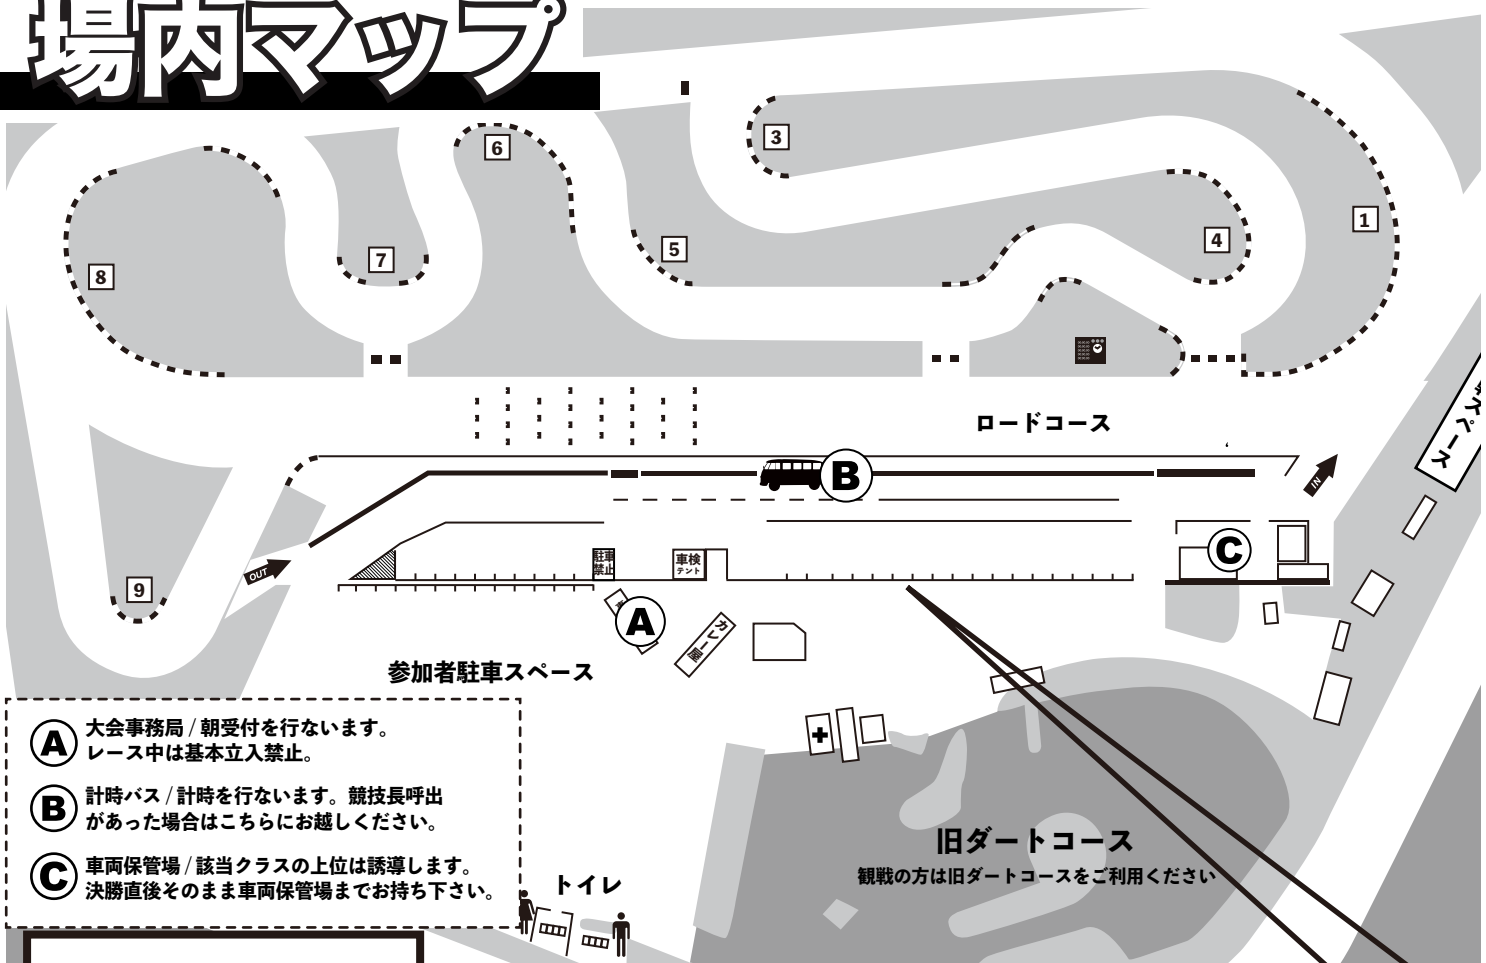 場内マップ
6
3
1
4
5
7
8
ロードコース
スペース
B
IN
駐車
禁止
車検
テント
C
OUT
9
A
カレー屋
参加者駐車スペース
A 大会事務局 / 朝受付を行ないます。
レース中は基本立入禁止。
B 計時バス / 計時を行ないます。競技長呼出
があった場合はこちらにお越しください。
C 車両保管場 / 該当クラスの上位は誘導します。
決勝直後そのまま車両保管場までお持ち下さい。
トイレ
旧ダートコース
観戦の方は旧ダートコースをご利用ください